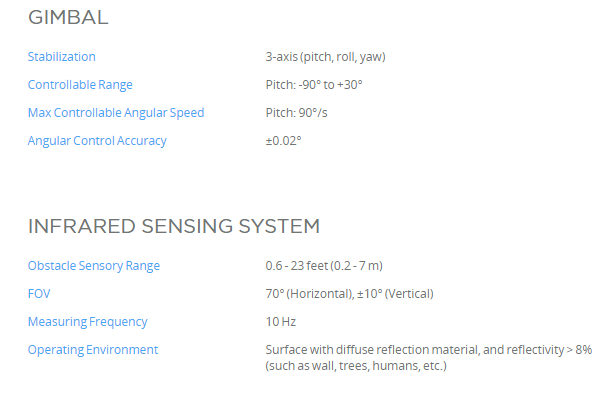 GIMBAL
Stabilization 3-axis (pitch, roll, yaw)
Controllable Range Pitch: -90° to +30°
Max Controllable Angular Speed Pitch: 90°/s
Angular Control Accuracy ±0.02°
INFRARED SENSING SYSTEM
Obstacle Sensory Range 0.6 - 23 feet (0.2 - 7 m)
FOV 70° (Horizontal), ±10° (Vertical)
Measuring Frequency 10 Hz
Operating Environment Surface with diffuse reflection material, and reflectivity > 8%
(such as wall, trees, humans, etc.)